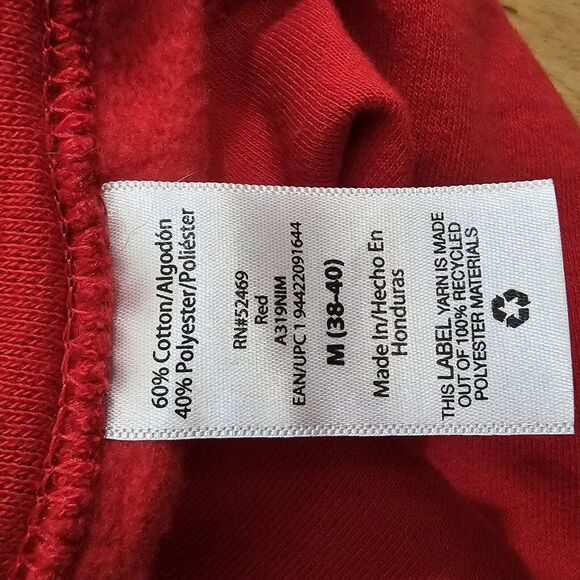 60% Cotton/Algodón
40% Polyester/Poliéster
RN#52469
Red
A319NIM
EAN/UPC 1 94422091644
M (38-40)
Made In/Hecho En
Honduras
THIS LABEL YARN IS MADE
OUT OF 100% RECYCLED
POLYESTER MATERIALS